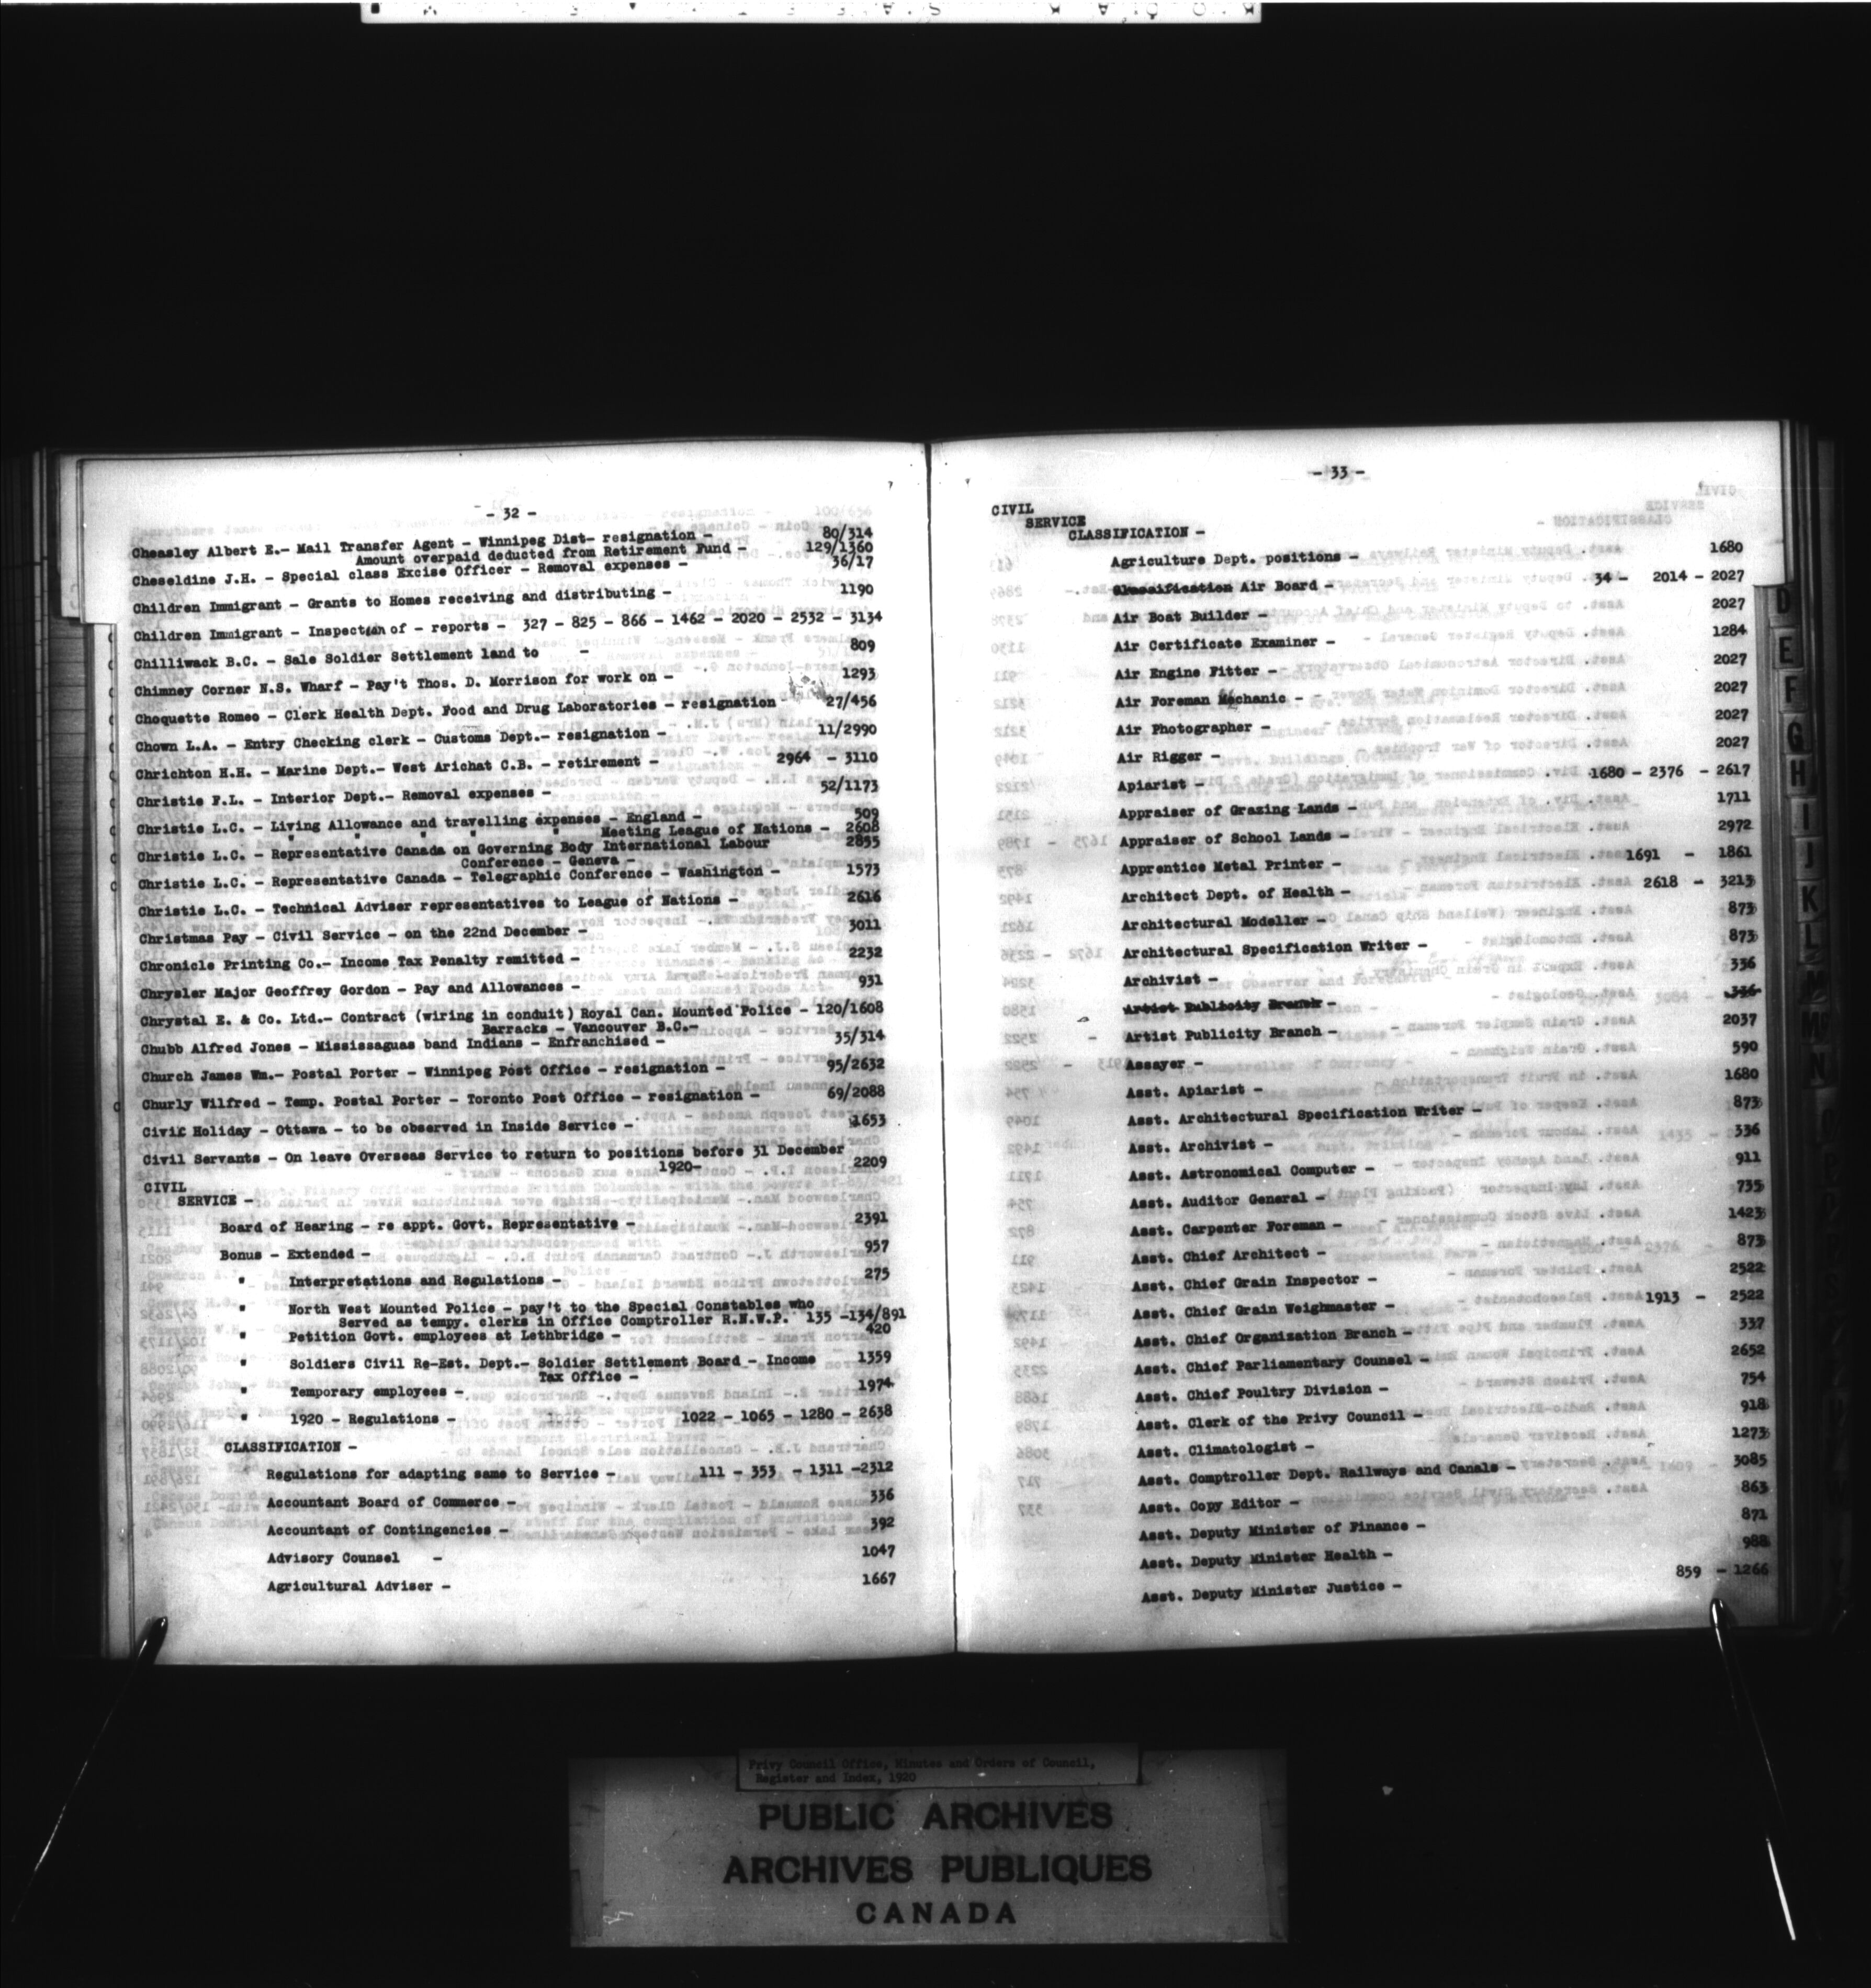 - 32 -
Cheasley Albert E.- Mail Transfer Agent - Winnipeg Dist- resignation - 80/314
Amount overpaid deducted from Retirement Fund - 129/1360
Cheseldine J.H. - Special class Excise Officer - Removal expenses - 36/17
Children Immigrant - Grants to Homes receiving and distributing - 1190
Children Immigrant - Inspection of - reports - 327 - 825 - 866 - 1462 - 2020 - 2532 - 3134
Chilliwack B.C. - Sale Soldier Settlement land to - 809
Chimney Corner N.S. Wharf - Pay't Thos. D. Morrison for work on - 1293
Choquette Romeo - Clerk Health Dept. Food and Drug Laboratories - resignation 27/456
Chown L.A. - Entry Checking clerk - Customs Dept.- resignation - 11/2990
Chrichton H.H. - Marine Dept.- West Arichat C.B. - retirement - 2964 - 3110
Christie F.L. - Interior Dept.- Removal expenses - 52/1173
Christie L.C. - Living Allowance and travelling expenses - England - 509
" " " " " Meeting League of Nations - 2608
Christie L.C. - Representative Canada on Governing Body International Labour 2855
Conference - Geneva -
Christie L.C. - Representative Canada - Telegraphic Conference - Washington - 1573
Christie L.C. - Technical Adviser representatives to League of Nations - 2616
Christmas Pay - Civil Service - on the 22nd December - 3011
Chronicle Printing Co.- Income Tax Penalty remitted - 2232
Chrysler Major Geoffrey Gordon - Pay and Allowances - 931
Chrystal E. & Co. Ltd.- Contract (wiring in conduit) Royal Can. Mounted Police - 120/1608
Barracks - Vancouver B.C.-
Chubb Alfred Jones - Mississaguas band Indians - Enfranchised - 35/314
Church James Wm.- Postal Porter - Winnipeg Post Office - resignation - 95/2632
Churly Wilfred - Temp. Postal Porter - Toronto Post Office - resignation - 69/2088
Civic Holiday - Ottawa - to be observed in Inside Service - 1653
Civil Servants - On leave Overseas Service to return to positions before 31 December
1920- 2209
CIVIL
SERVICE -
Board of Hearing - re appt. Govt. Representative - 2391
Bonus - Extended - 957
" Interpretations and Regulations - 275
" North West Mounted Police - pay't to the Special Constables who
Served as tempy. clerks in Office Comptroller R.N.W.P. 135 -134/891
" Petition Govt. employees at Lethbridge - 420
" Soldiers Civil Re-Est. Dept.- Soldier Settlement Board - Income 1359
Tax Office -
" Temporary employees - 1974
" 1920 - Regulations - 1022 - 1065 - 1280 - 2638
CLASSIFICATION -
Regulations for adapting same to Service - 111 - 353 - 1311 -2312
Accountant Board of Commerce - 336
Accountant of Contingencies - 392
Advisory Counsel - 1047
Agricultural Adviser - 1667
- 33 -
CIVIL
SERVICE
CLASSIFICATION -
Agriculture Dept. positions - 1680
Classification Air Board - 34 - 2014 - 2027
Air Boat Builder - 2027
Air Certificate Examiner - 1284
Air Engine Fitter - 2027
Air Foreman Mechanic - 2027
Air Photographer - 2027
Air Rigger - 2027
Apiarist - 1680 - 2376 - 2617
Appraiser of Grazing Lands - 1711
Appraiser of School Lands - 2972
Apprentice Metal Printer - 1691 - 1861
Architect Dept. of Health - 2618 - 3213
Architectural Modeller - 873
Architectural Specification Writer - 873
Archivist - 336
Artist Publicity Branch - 336
Artist Publicity Branch - 2037
Assayer - 590
Asst. Apiarist - 1680
Asst. Architectural Specification Writer - 873
Asst. Archivist - 336
Asst. Astronomical Computer - 911
Asst. Auditor General - 735
Asst. Carpenter Foreman - 1423
Asst. Chief Architect - 873
Asst. Chief Grain Inspector - 2522
Asst. Chief Grain Weighmaster - 1913 - 2522
Asst. Chief Organization Branch - 337
Asst. Chief Parliamentary Counsel - 2652
Asst. Chief Poultry Division - 754
Asst. Clerk of the Privy Council - 918
Asst. Climatologist - 1273
Asst. Comptroller Dept. Railways and Canals - 3085
Asst. Copy Editor - 863
Asst. Deputy Minister of Finance - 871
Asst. Deputy Minister Health - 988
Asst. Deputy Minister Justice - 859 - 1266
D
E
F
G
H
I
J
K
L
M
N
Privy Council Office, Minutes and Orders of Council,
Register and Index, 1920
PUBLIC ARCHIVES
ARCHIVES PUBLIQUES
CANADA